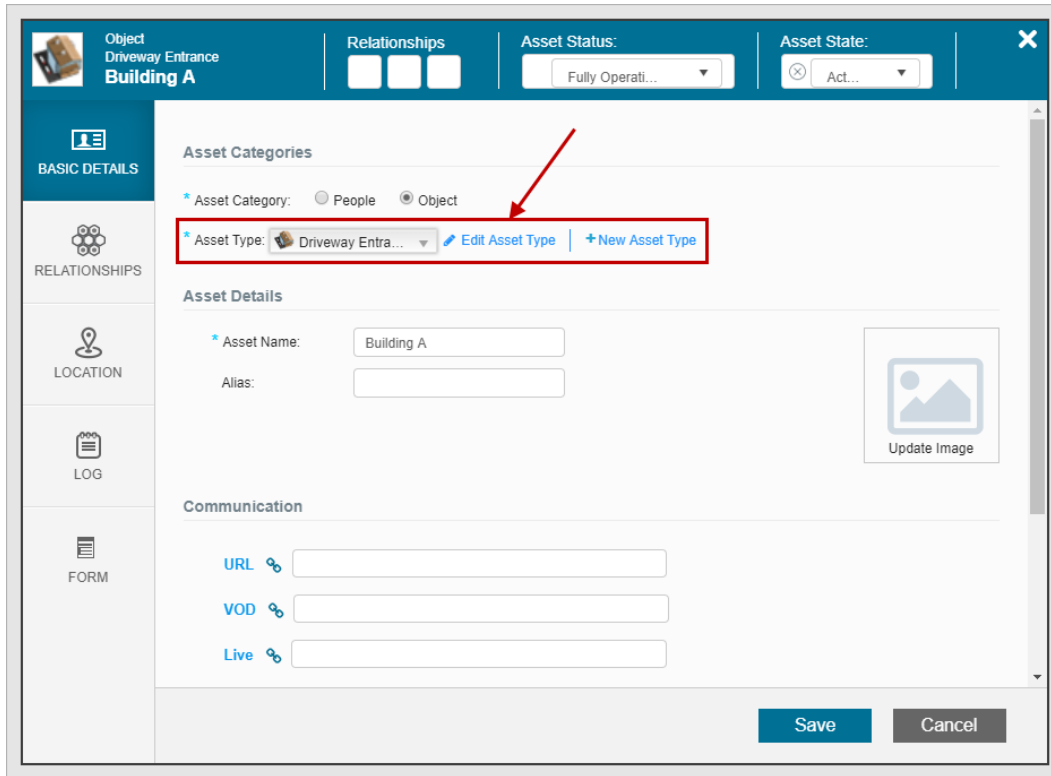 Object
Driveway Entrance
Building A
Relationships
Asset Status:
Fully Operati...
Asset State:
Act...
BASIC DETAILS
RELATIONSHIPS
LOCATION
LOG
FORM
Asset Categories
* Asset Category: People Object
* Asset Type: Driveway Entra... Edit Asset Type + New Asset Type
Asset Details
* Asset Name: Building A
Alias:
Update Image
Communication
URL
VOD
Live
Save Cancel